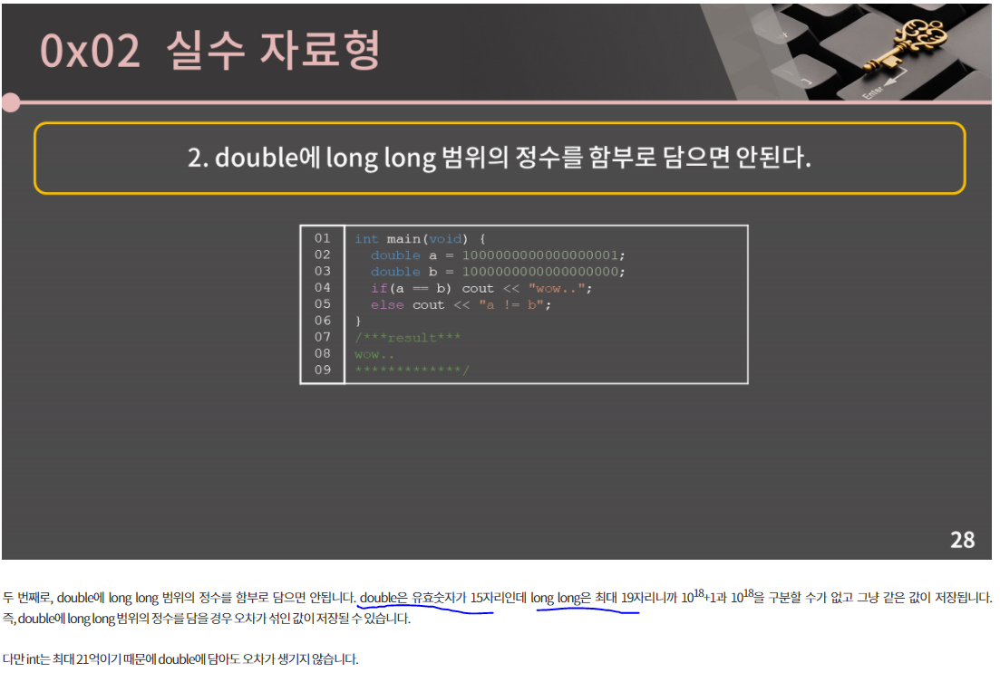 0x02 실수 자료형
Enter
2. double에 long long 범위의 정수를 함부로 담으면 안된다.
01 int main(void) {
02 double a = 1000000000000000001;
03 double b = 1000000000000000000;
04 if(a == b) cout << "wow..";
05 else cout << "a != b";
06 }
07 /***result***
08 wow..
09 *************/
28
두 번째로, double에 long long 범위의 정수를 함부로 담으면 안됩니다. double은 유효숫자가 15자리인데 long long은 최대 19자리니까 10¹⁸+1과 10¹⁸을 구분할 수가 없고 그냥 같은 값이 저장됩니다.
즉, double에 long long 범위의 정수를 담을 경우 오차가 섞인 값이 저장될 수 있습니다.
다만 int는 최대 21억이기 때문에 double에 담아도 오차가 생기지 않습니다.